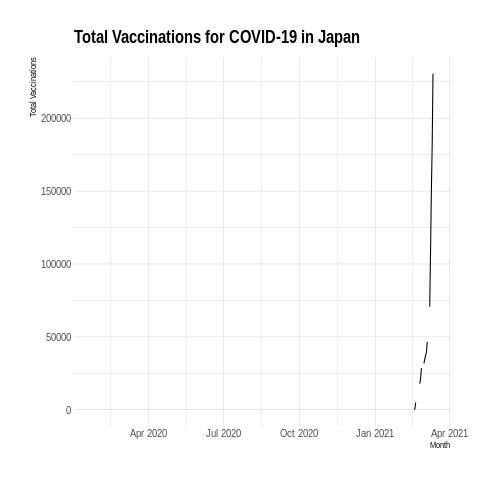 Total Vaccinations for COVID-19 in Japan
Total Vaccinations
200000
150000
100000
50000
0
Apr 2020 Jul 2020 Oct 2020 Jan 2021 Apr 2021
Month